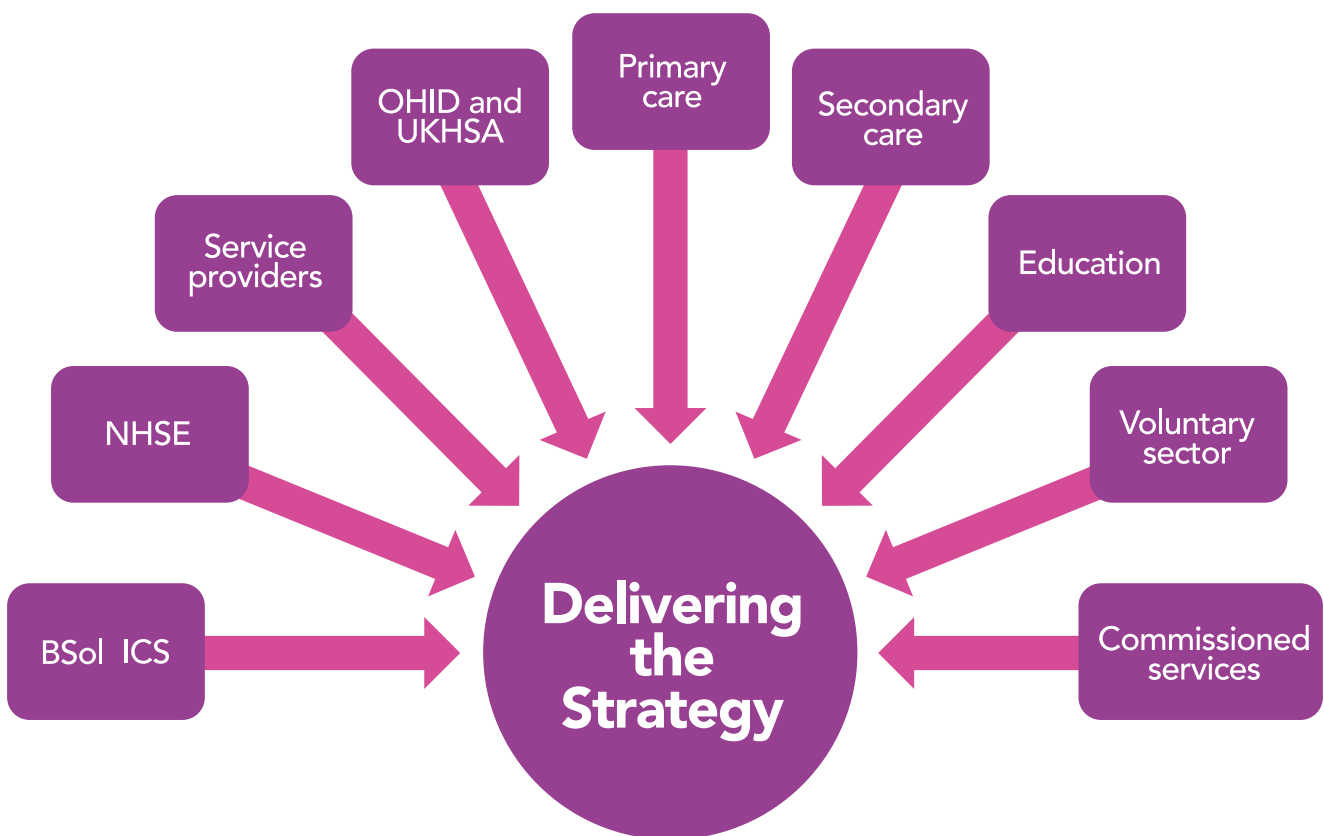 Primary
care
OHID and
UKHSA
Secondary
care
Service
providers
Education
NHSE
Voluntary
sector
BSol ICS
Delivering
the
Strategy
Commissioned
services